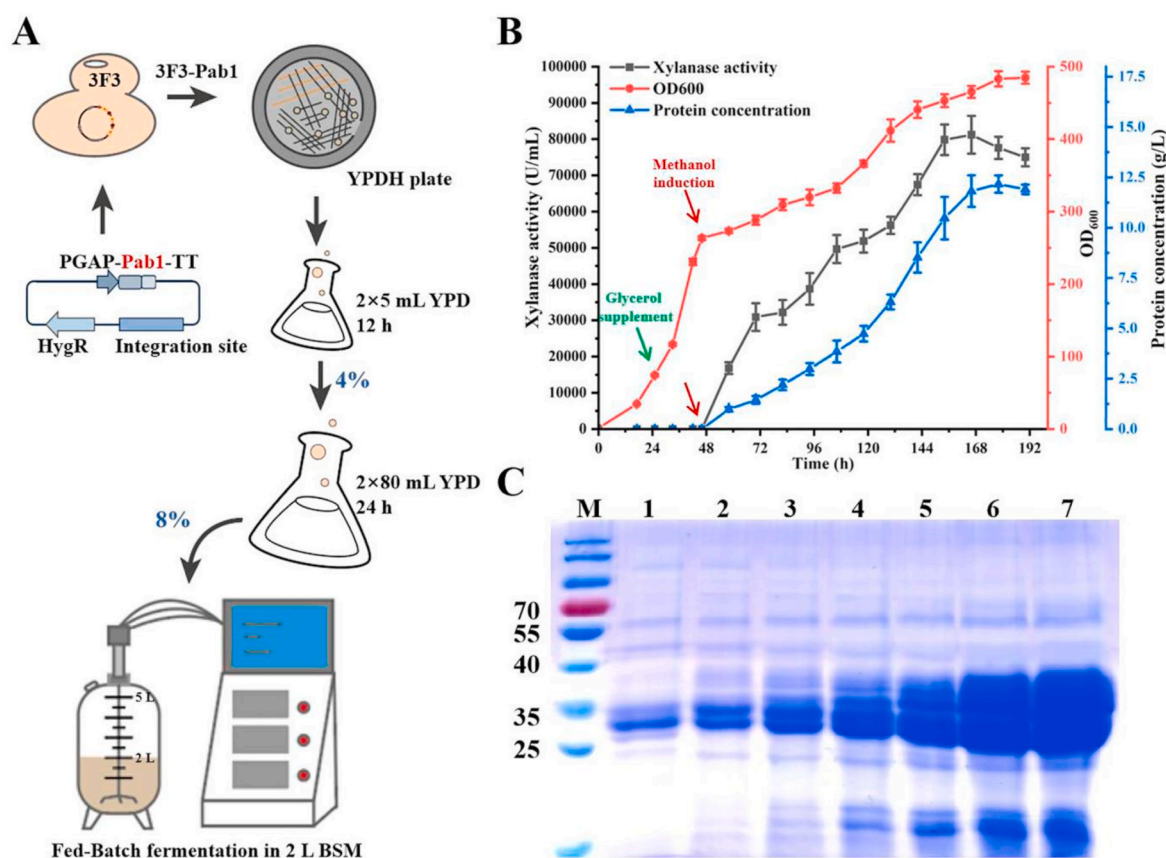 A
3F3
3F3-Pab1
YPDH plate
PGAP-Pab1-TT
HygR
Integration site
2×5 mL YPD
12 h
4%
2×80 mL YPD
24 h
8%
5 L
2 L
Fed-Batch fermentation in 2 L BSM
B
Xylanase activity
OD600
Protein concentration
Methanol
induction
Glycerol
supplement
Xylanase activity (U/mL)
100000
90000
80000
70000
60000
50000
40000
30000
20000
10000
0
0 24 48 72 96 120 144 168 192
Time (h)
500
400
300
200
100
0
OD600
17.5
15.0
12.5
10.0
7.5
5.0
2.5
0.0
Protein concentration (g/L)
C
M 1 2 3 4 5 6 7
70
55
40
35
25